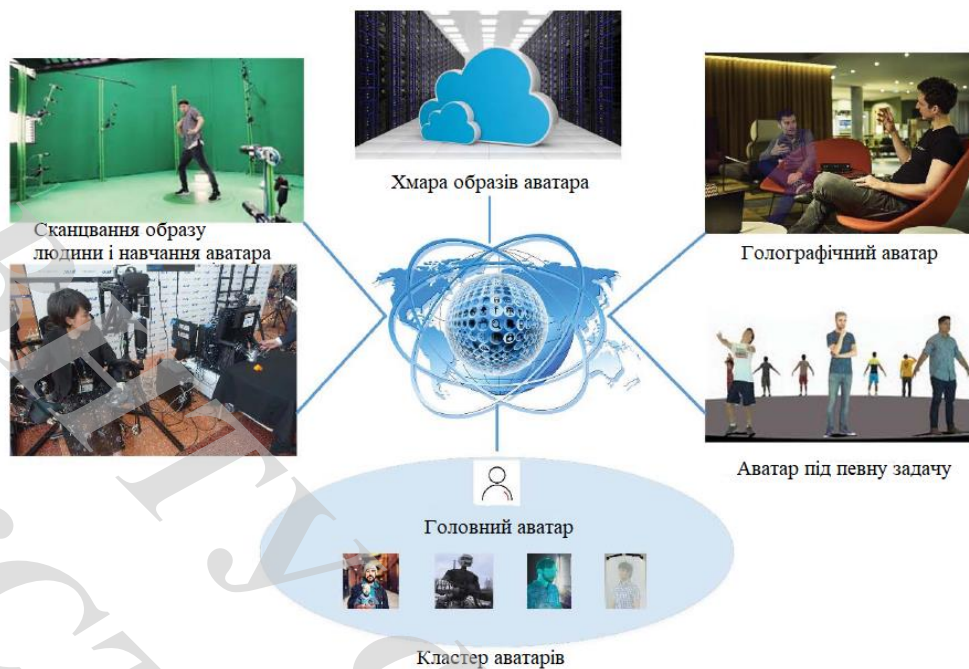 Хмара образів аватара
Сканцвання образу
людини і навчання аватара
Голографічний аватар
Аватар під певну задачу
Головний аватар
Кластер аватарів